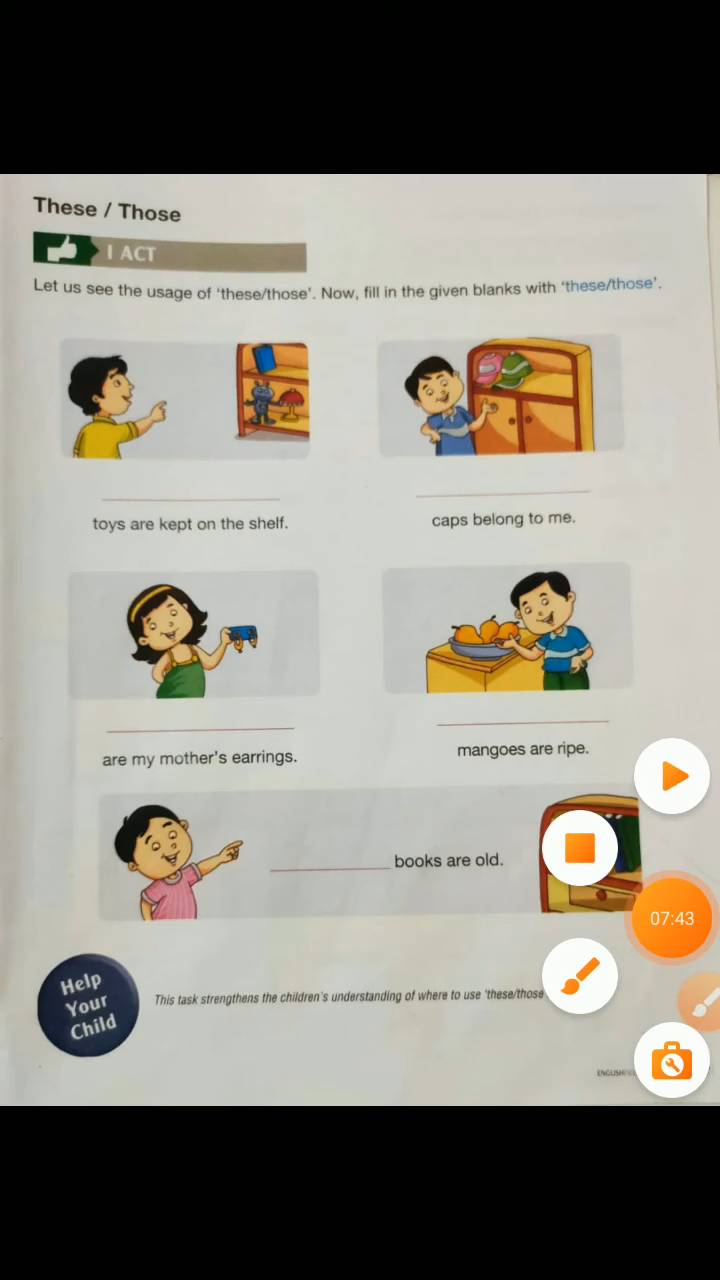 These / Those
I ACT
Let us see the usage of ‘these/those’. Now, fill in the given blanks with ‘these/those’.
toys are kept on the shelf.
caps belong to me.
are my mother's earrings.
mangoes are ripe.
books are old.
07:43
Help
Your
Child
This task strengthens the children's understanding of where to use ‘these/those
ENGLISH